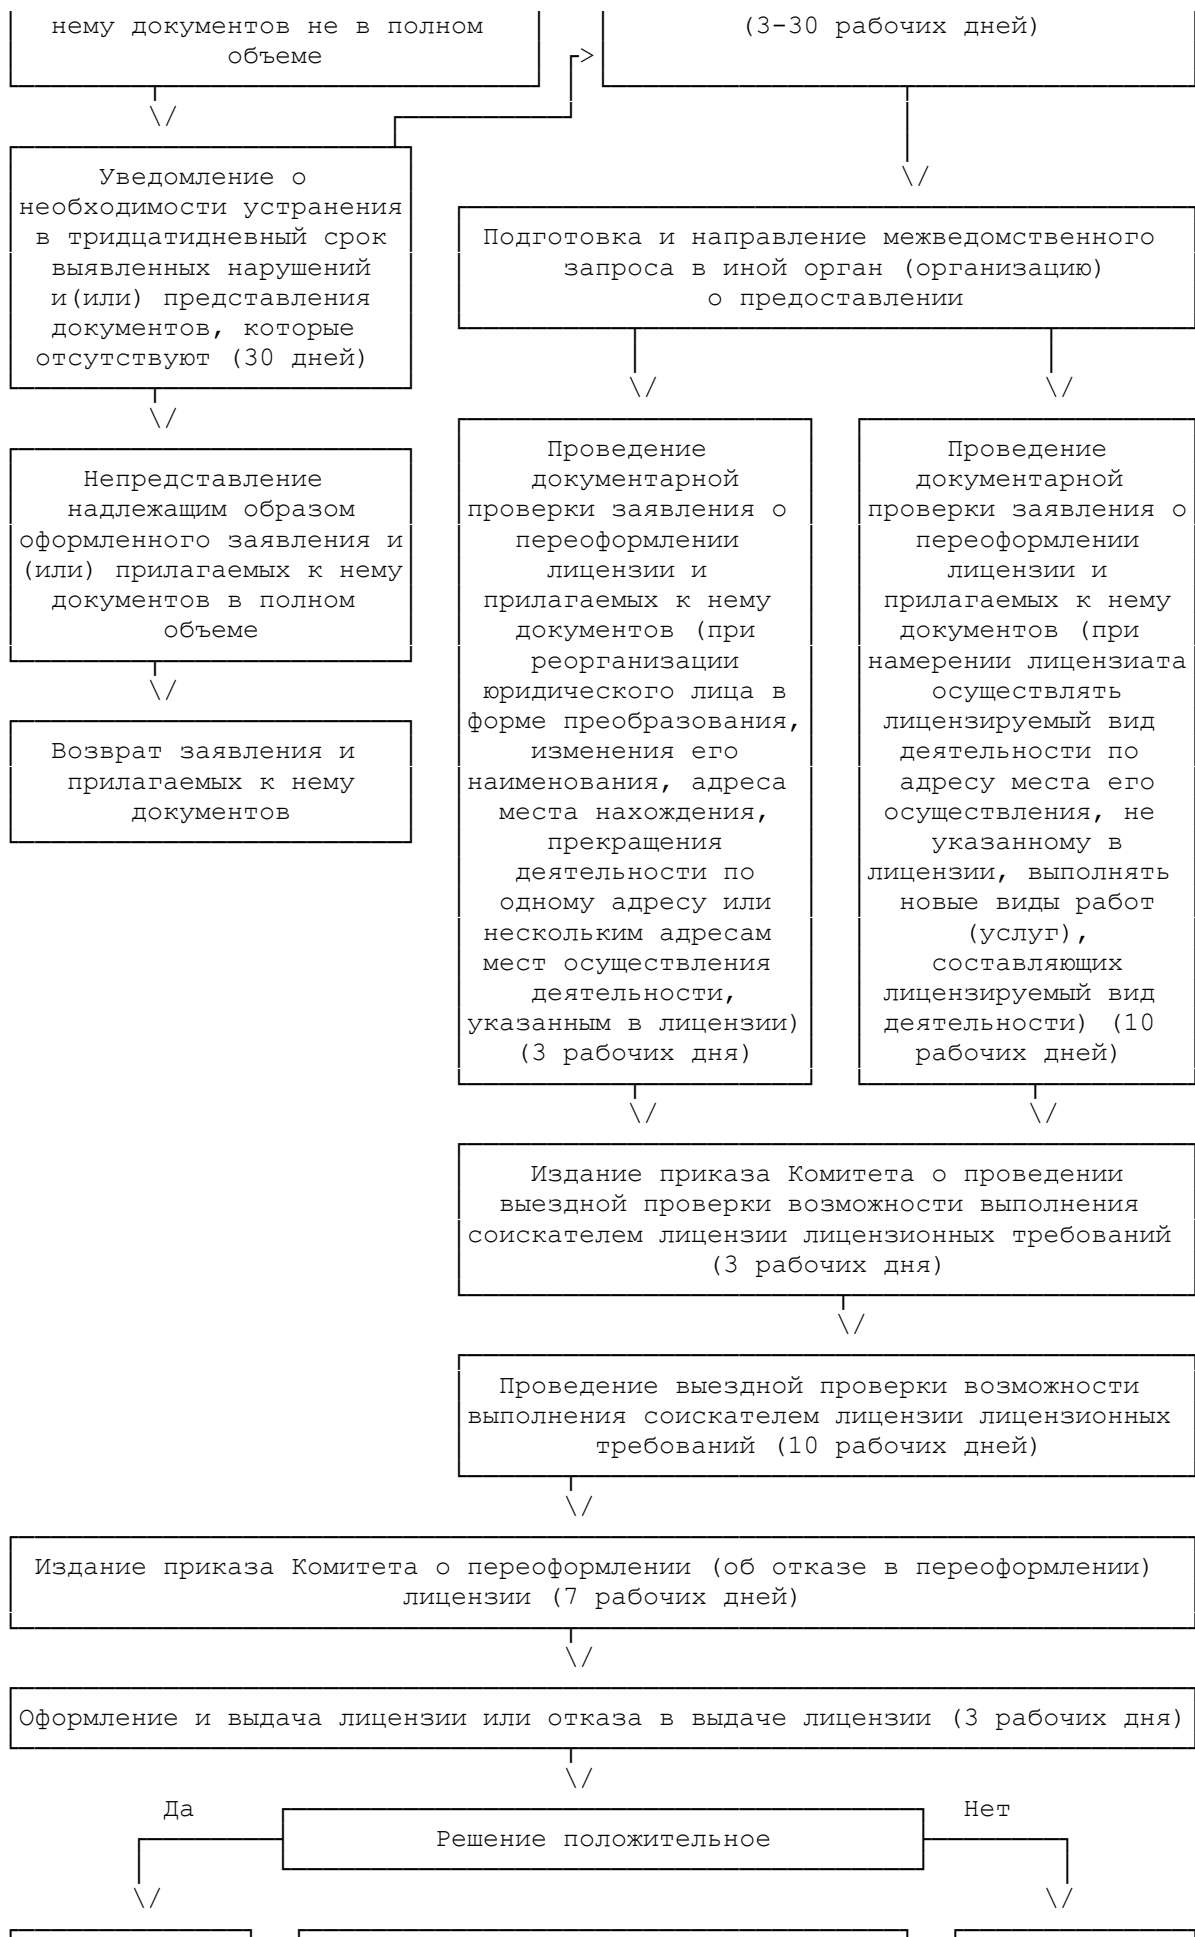 нему документов не в полном
объеме
(3-30 рабочих дней)
Уведомление о
необходимости устранения
в тридцатидневный срок
выявленных нарушений
и(или) представления
документов, которые
отсутствуют (30 дней)
Подготовка и направление межведомственного
запроса в иной орган (организацию)
о предоставлении
Непредставление
надлежащим образом
оформленного заявления и
(или) прилагаемых к нему
документов в полном
объеме
Возврат заявления и
прилагаемых к нему
документов
Проведение
документарной
проверки заявления о
переоформлении
лицензии и
прилагаемых к нему
документов (при
реорганизации
юридического лица в
форме преобразования,
изменения его
наименования, адреса
места нахождения,
прекращения
деятельности по
одному адресу или
нескольким адресам
мест осуществления
деятельности,
указанным в лицензии)
(3 рабочих дня)
Проведение
документарной
проверки заявления о
переоформлении
лицензии и
прилагаемых к нему
документов (при
намерении лицензиата
осуществлять
лицензируемый вид
деятельности по
адресу места его
осуществления, не
указанному в
лицензии, выполнять
новые виды работ
(услуг),
составляющих
лицензируемый вид
деятельности) (10
рабочих дней)
Издание приказа Комитета о проведении
выездной проверки возможности выполнения
соискателем лицензии лицензионных требований
(3 рабочих дня)
Проведение выездной проверки возможности
выполнения соискателем лицензии лицензионных
требований (10 рабочих дней)
Издание приказа Комитета о переоформлении (об отказе в переоформлении)
лицензии (7 рабочих дней)
Оформление и выдача лицензии или отказа в выдаче лицензии (3 рабочих дня)
Да
Решение положительное
Нет